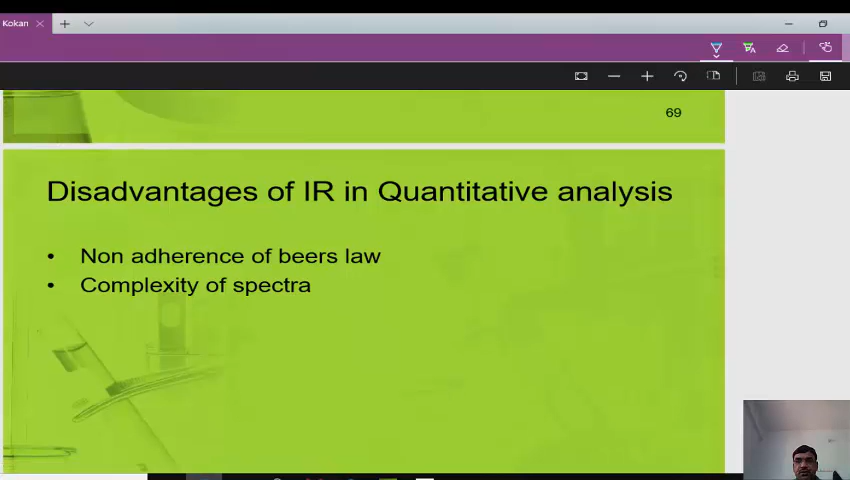 Kokan
69
Disadvantages of IR in Quantitative analysis
• Non adherence of beers law
• Complexity of spectra